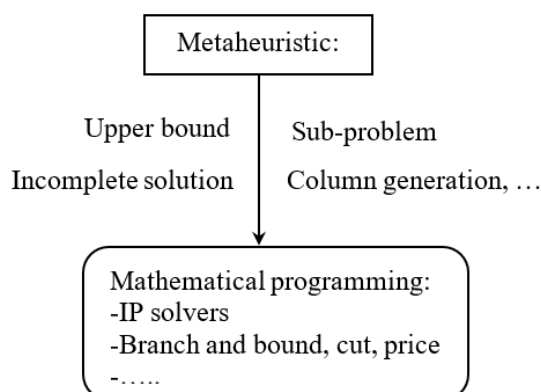 Metaheuristic:
Upper bound
Sub-problem
Incomplete solution
Column generation, …
Mathematical programming:
-IP solvers
-Branch and bound, cut, price
-…..